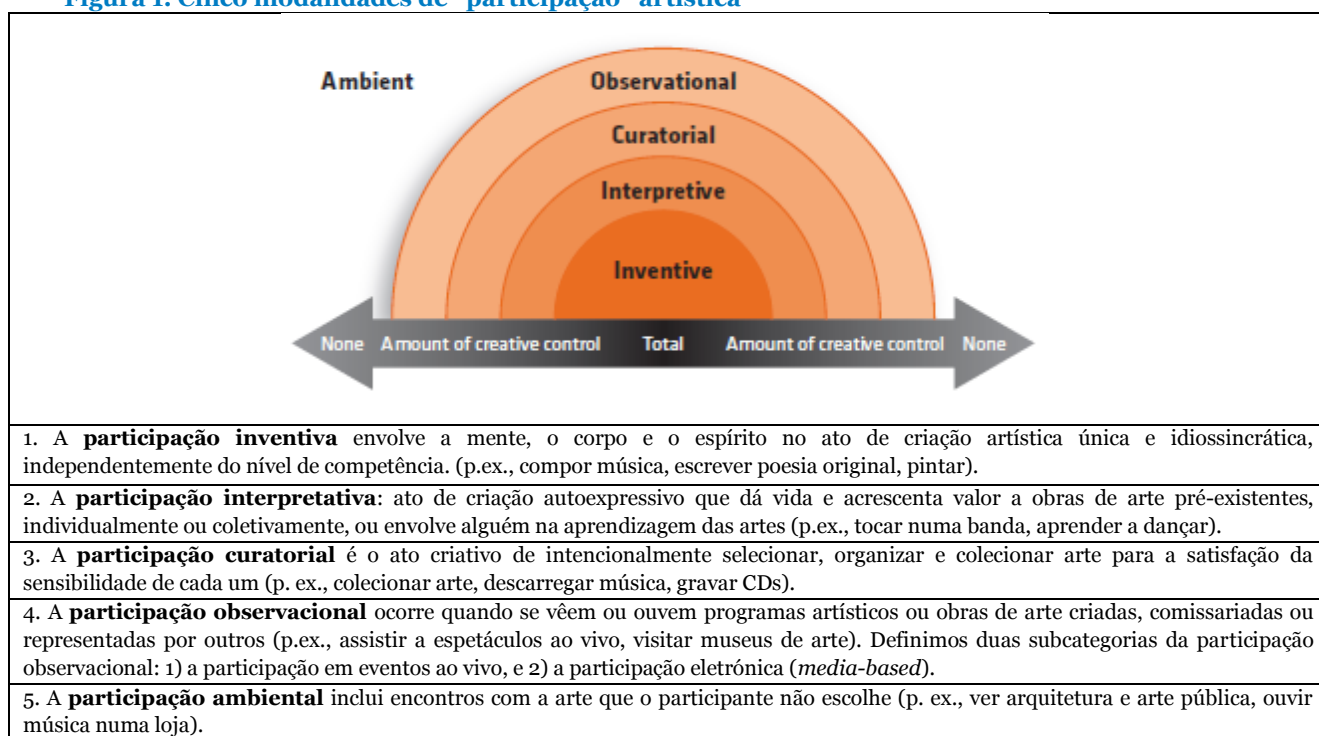 Figura 1. Cinco modalidades de "participação" artística
Ambient
Observational
Curatorial
Interpretive
Inventive
None Amount of creative control Total Amount of creative control None
1. A participação inventiva envolve a mente, o corpo e o espírito no ato de criação artística única e idiossincrática,
independentemente do nível de competência. (p.ex., compor música, escrever poesia original, pintar).
2. A participação interpretativa: ato de criação autoexpressivo que dá vida e acrescenta valor a obras de arte pré-existentes,
individualmente ou coletivamente, ou envolve alguém na aprendizagem das artes (p.ex., tocar numa banda, aprender a dançar).
3. A participação curatorial é o ato criativo de intencionalmente selecionar, organizar e colecionar arte para a satisfação da
sensibilidade de cada um (p. ex., colecionar arte, descarregar música, gravar CDs).
4. A participação observacional ocorre quando se vêem ou ouvem programas artísticos ou obras de arte criadas, comissariadas ou
representadas por outros (p.ex., assistir a espetáculos ao vivo, visitar museus de arte). Definimos duas subcategorias da participação
observacional: 1) a participação em eventos ao vivo, e 2) a participação eletrónica (media-based).
5. A participação ambiental inclui encontros com a arte que o participante não escolhe (p. ex., ver arquitetura e arte pública, ouvir
música numa loja).